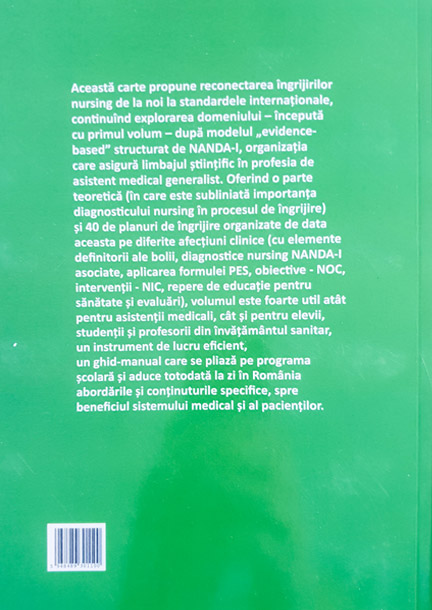 Această carte propune reconectarea îngrijirilor
nursing de la noi la standardele internaționale,
continuînd explorarea domeniului – începută
cu primul volum – după modelul „evidence-
based” structurat de NANDA-I, organizația
care asigură limbajul științific în profesia de
asistent medical generalist. Oferind o parte
teoretică (în care este subliniată importanța
diagnosticului nursing în procesul de îngrijire)
și 40 de planuri de îngrijire organizate de data
aceasta pe diferite afecțiuni clinice (cu elemente
definitorii ale bolii, diagnostice nursing NANDA-I
asociate, aplicarea formulei PES, obiective - NOC,
intervenții - NIC, repere de educație pentru
sănătate și evaluări), volumul este foarte util atât
pentru asistenții medicali, cât și pentru elevii,
studenții și profesorii din învățământul sanitar,
un instrument de lucru eficient,
un ghid-manual care se pliază pe programa
școlară și aduce totodată la zi în România
abordările și conținuturile specifice, spre
beneficiul sistemului medical și al pacienților.